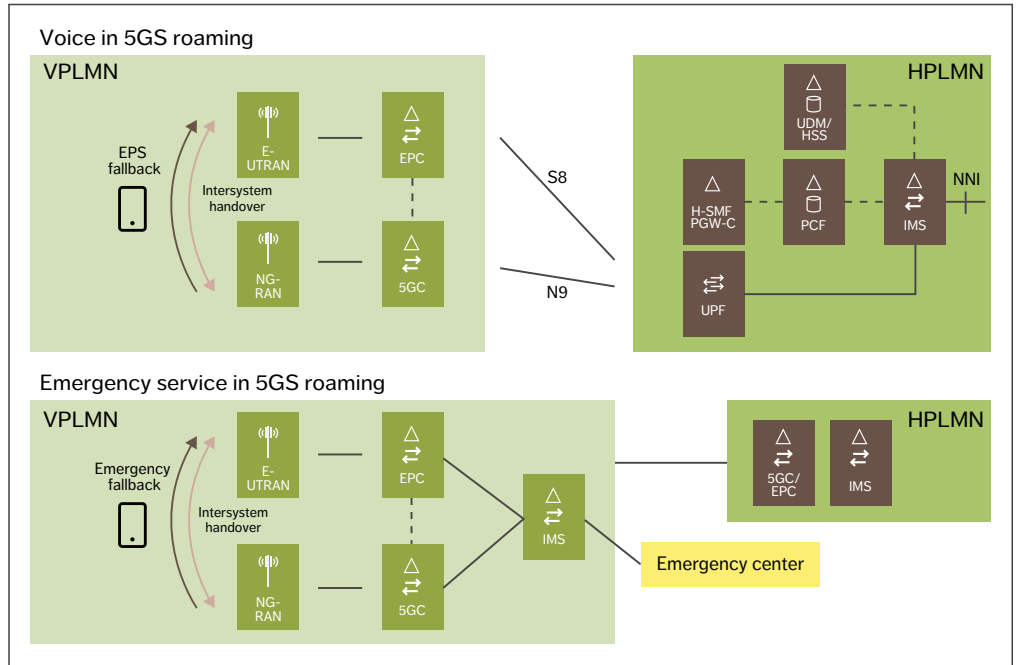 Voice in 5GS roaming
VPLMN
EPS
fallback
Intersystem
handover
E-
UTRAN
EPC
NG-
RAN
5GC
S8
N9
HPLMN
UDM/
HSS
H-SMF
PGW-C
PCF
IMS
NNI
UPF
Emergency service in 5GS roaming
VPLMN
Emergency
fallback
Intersystem
handover
E-
UTRAN
EPC
NG-
RAN
5GC
IMS
HPLMN
5GC/
EPC
IMS
Emergency center